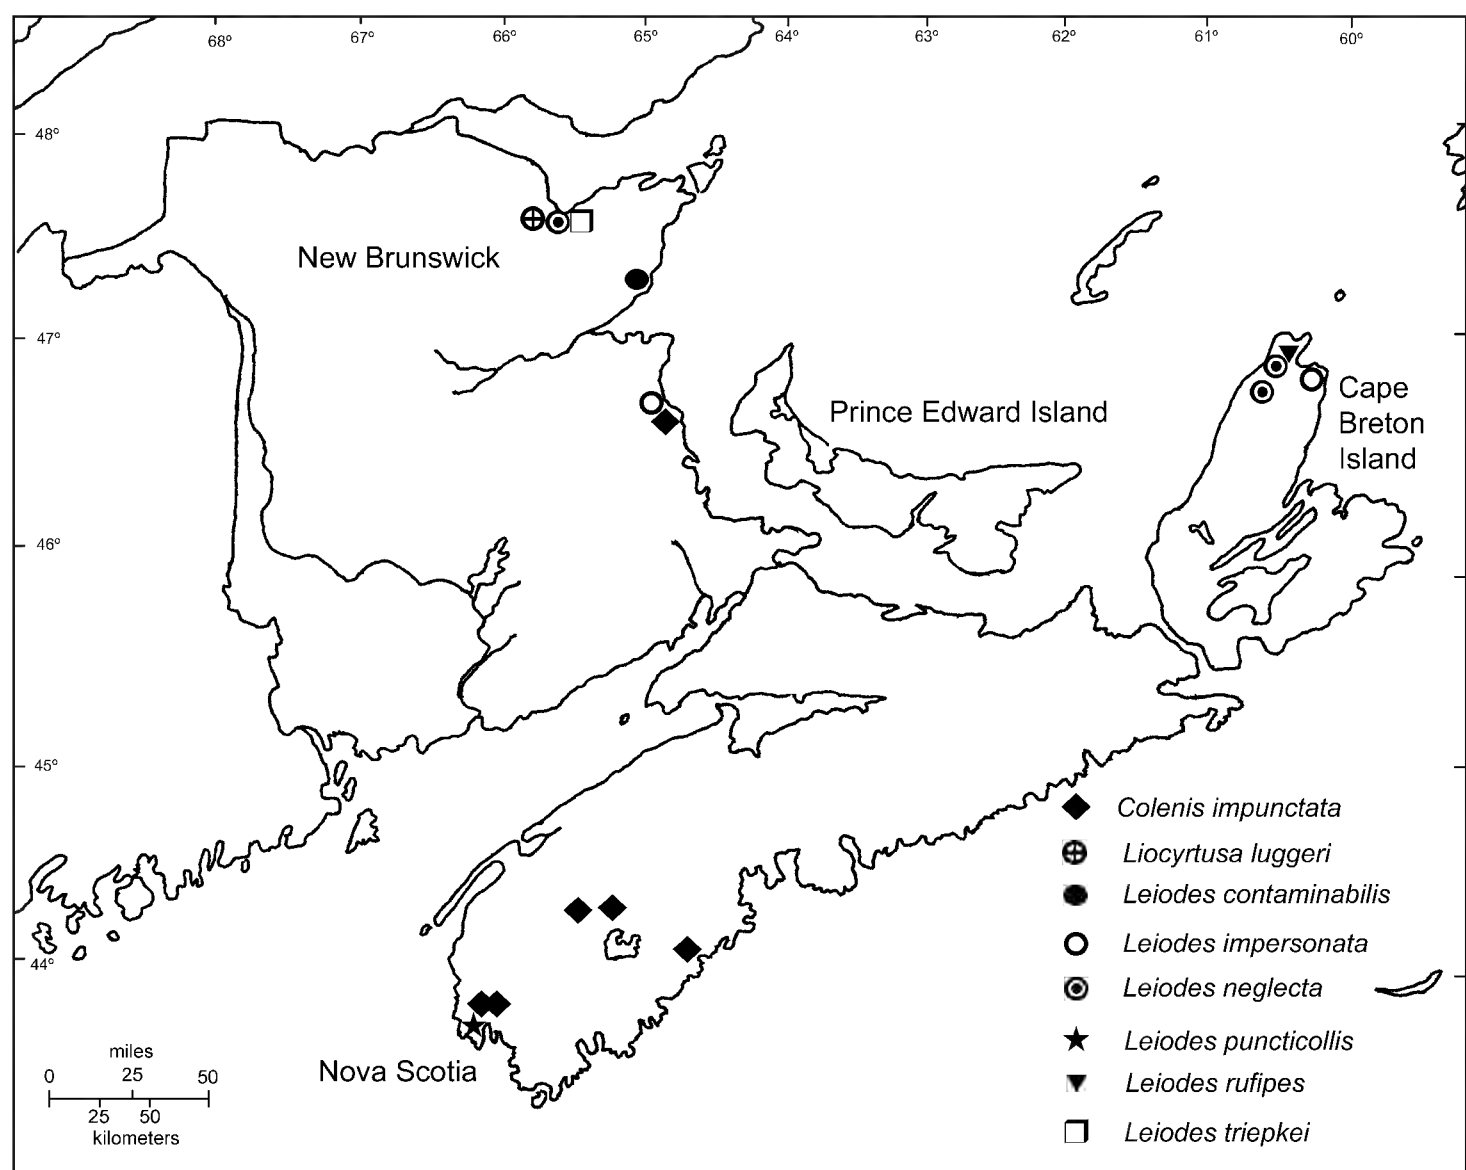 68° 67° 66° 65° 64° 63° 62° 61° 60°
48°
New Brunswick
47°
Prince Edward Island
Cape
Breton
Island
46°
45°
44°
Colenis impunctata
Liocyrtusa luggeri
Leiodes contaminabilis
Leiodes impersonata
Leiodes neglecta
Leiodes puncticollis
Leiodes rufipes
Leiodes triepkei
Nova Scotia
miles
0 25 50
25 50
kilometers